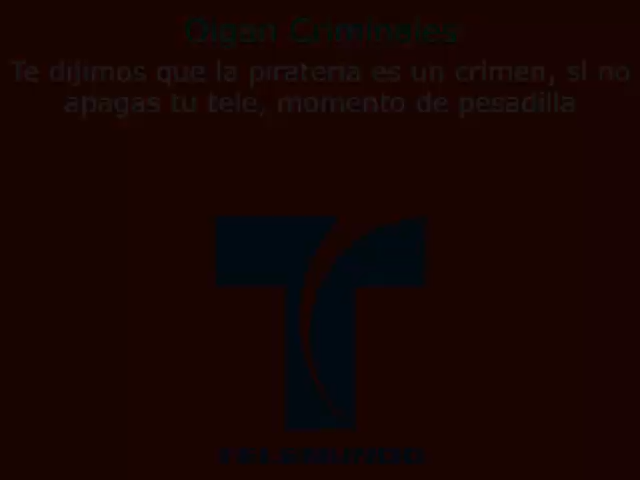 Oigan Criminales
Te dijimos que la pirateria es un crimen, si no
apagas tu tele, momento de pesadilla
TELEMUNDO